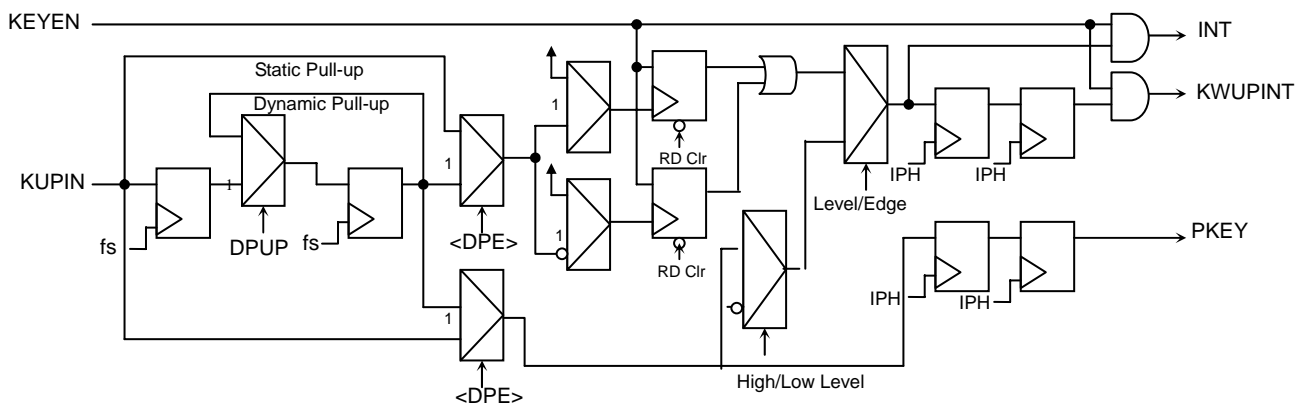 KEYEN
INT
Static Pull-up
Dynamic Pull-up
1
KWUPINT
1
RD Clr
KUPIN
1
IPH
IPH
Level/Edge
fs
DPUP
fs
<DPE>
1
RD Clr
PKEY
1
IPH
IPH
High/Low Level
<DPE>